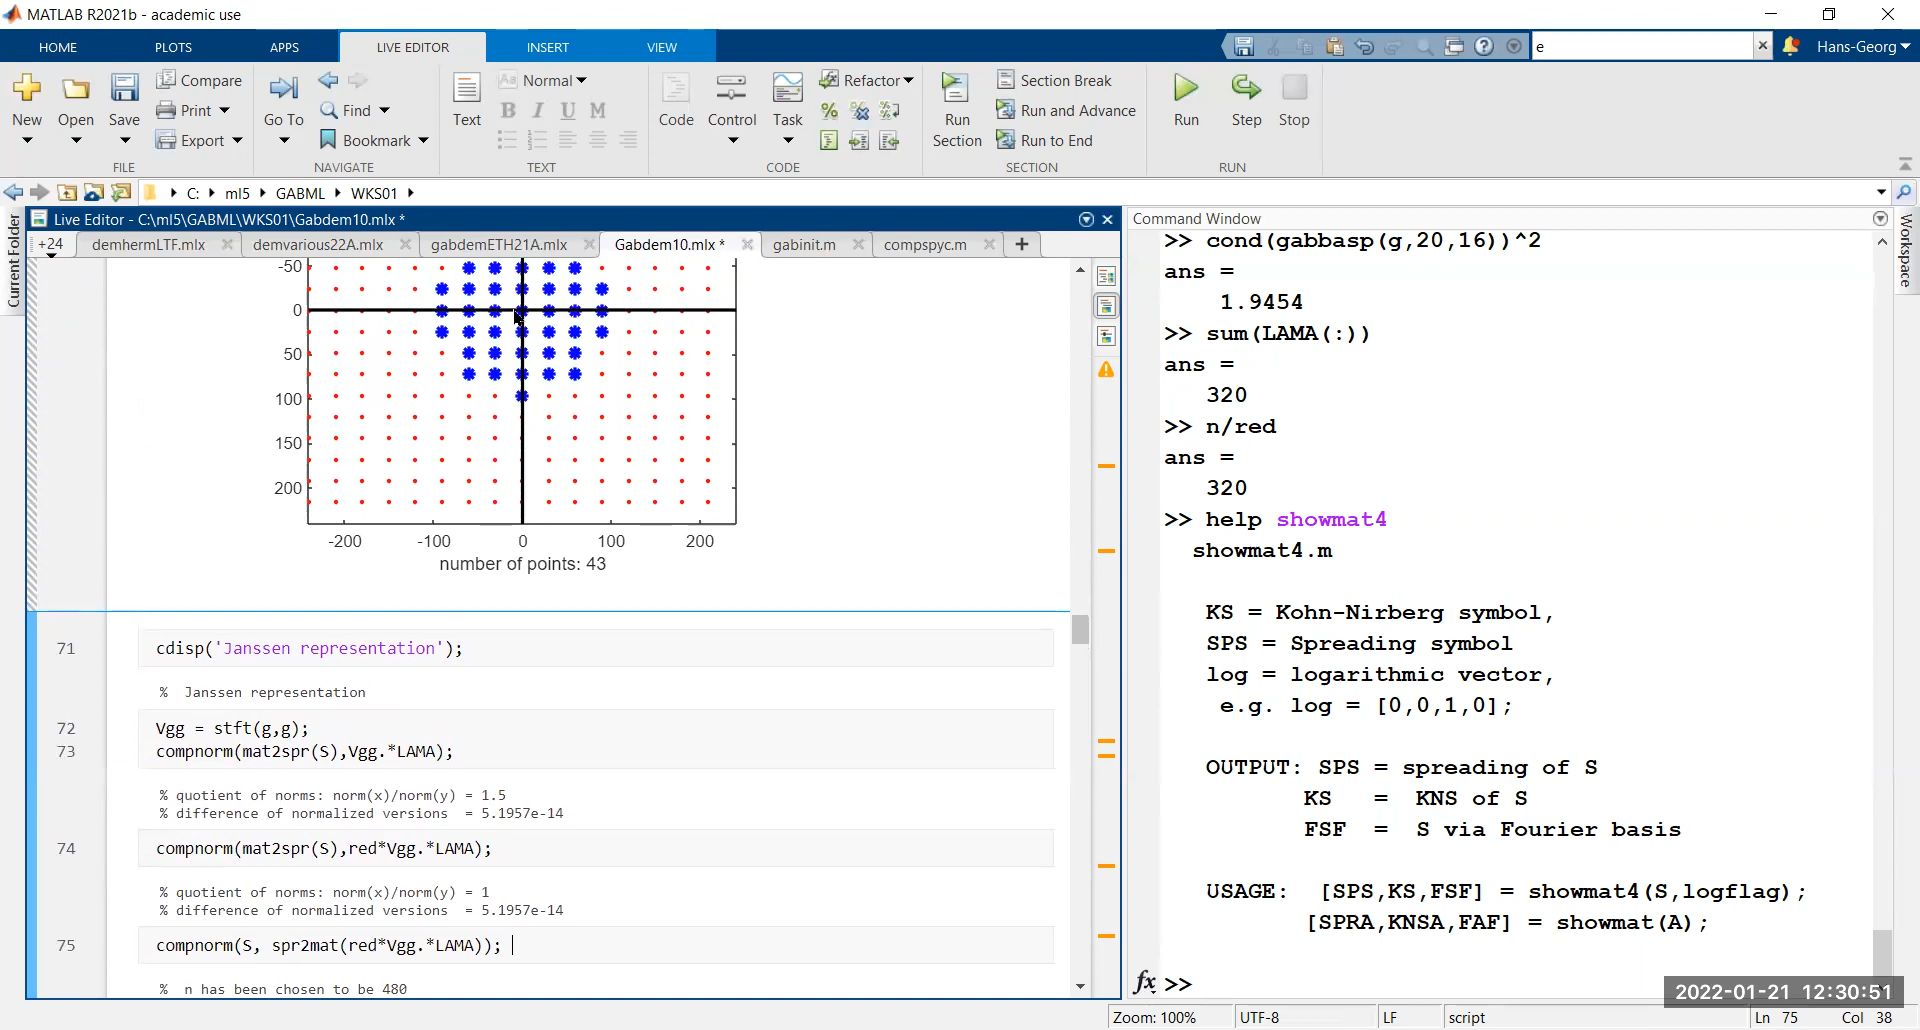 MATLAB R2021b - academic use
HOME PLOTS APPS LIVE EDITOR INSERT VIEW
e
Hans-Georg
New
Open
Save
Compare
Print
Export
FILE
Go To
Find
Bookmark
NAVIGATE
Text
Aa Normal
B I U M
TEXT
Code
Control
Task
Refactor
CODE
Run
Section
Section Break
Run and Advance
Run to End
SECTION
Run
Step
Stop
RUN
C: ml5 GABML WKS01
Current Folder
Live Editor - C:\ml5\GABML\WKS01\Gabdem10.mlx *
+24 demhermLTF.mlx demvarious22A.mlx gabdemETH21A.mlx Gabdem10.mlx * gabinit.m compspyc.m
-50
0
50
100
150
200
-200 -100 0 100 200
number of points: 43
71 cdisp('Janssen representation');
% Janssen representation
72 Vgg = stft(g,g);
73 compnorm(mat2spr(S),Vgg.*LAMA);
% quotient of norms: norm(x)/norm(y) = 1.5
% difference of normalized versions = 5.1957e-14
74 compnorm(mat2spr(S),red*Vgg.*LAMA);
% quotient of norms: norm(x)/norm(y) = 1
% difference of normalized versions = 5.1957e-14
75 compnorm(S, spr2mat(red*Vgg.*LAMA));
% n has been chosen to be 480
Command Window
>> cond(gabbasp(g,20,16))^2
ans =
1.9454
>> sum(LAMA(:))
ans =
320
>> n/red
ans =
320
>> help showmat4
showmat4.m
KS = Kohn-Nirberg symbol,
SPS = Spreading symbol
log = logarithmic vector,
e.g. log = [0,0,1,0];
OUTPUT: SPS = spreading of S
KS = KNS of S
FSF = S via Fourier basis
USAGE: [SPS,KS,FSF] = showmat4(S,logflag);
[SPRA,KNSA,FAF] = showmat(A);
fx >>
Workspace
2022-01-21 12:30:51
Zoom: 100% UTF-8 LF script Ln 75 Col 38